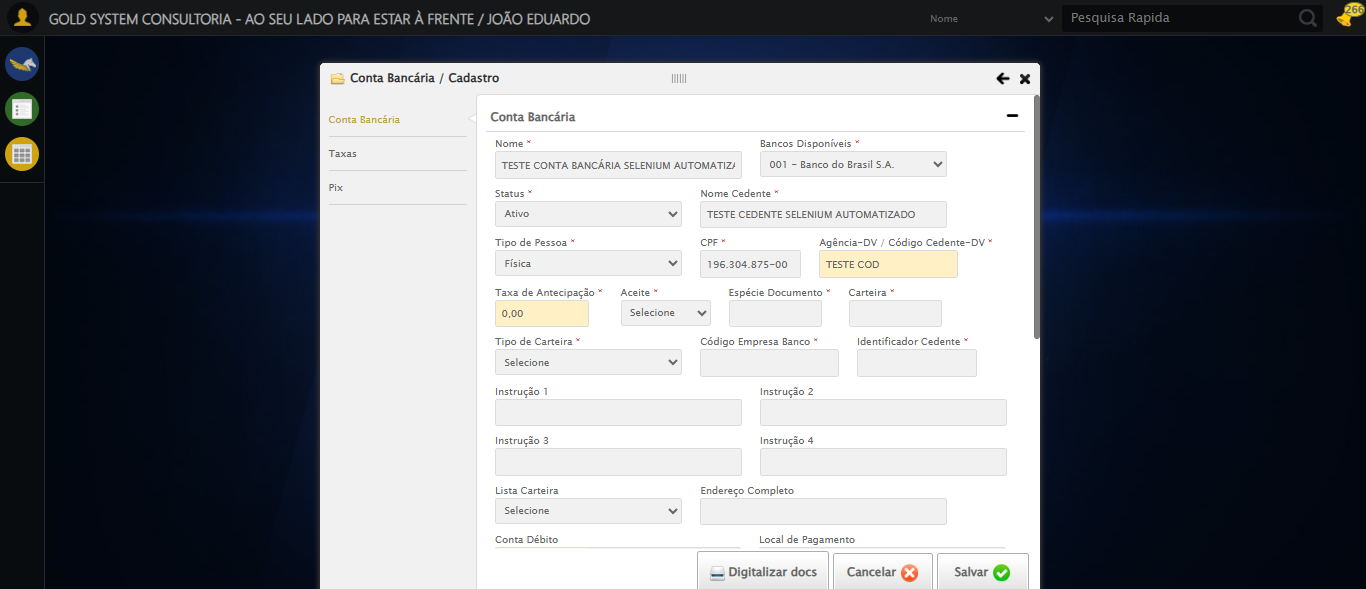 GOLD SYSTEM CONSULTORIA - AO SEU LADO PARA ESTAR À FRENTE / JOÃO EDUARDO
Nome
Pesquisa Rapida
266
Conta Bancária / Cadastro
Conta Bancária
Taxas
Pix
Conta Bancária
Nome *
Bancos Disponíveis *
TESTE CONTA BANCÁRIA SELENIUM AUTOMATIZA
001 - Banco do Brasil S.A.
Status *
Nome Cedente *
Ativo
TESTE CEDENTE SELENIUM AUTOMATIZADO
Tipo de Pessoa *
CPF *
Agência-DV / Código Cedente-DV *
Física
196.304.875-00
TESTE COD
Taxa de Antecipação *
Aceite *
Espécie Documento *
Carteira *
0,00
Selecione
Tipo de Carteira *
Código Empresa Banco *
Identificador Cedente *
Selecione
Instrução 1
Instrução 2
Instrução 3
Instrução 4
Lista Carteira
Endereço Completo
Selecione
Conta Débito
Local de Pagamento
Digitalizar docs
Cancelar
Salvar